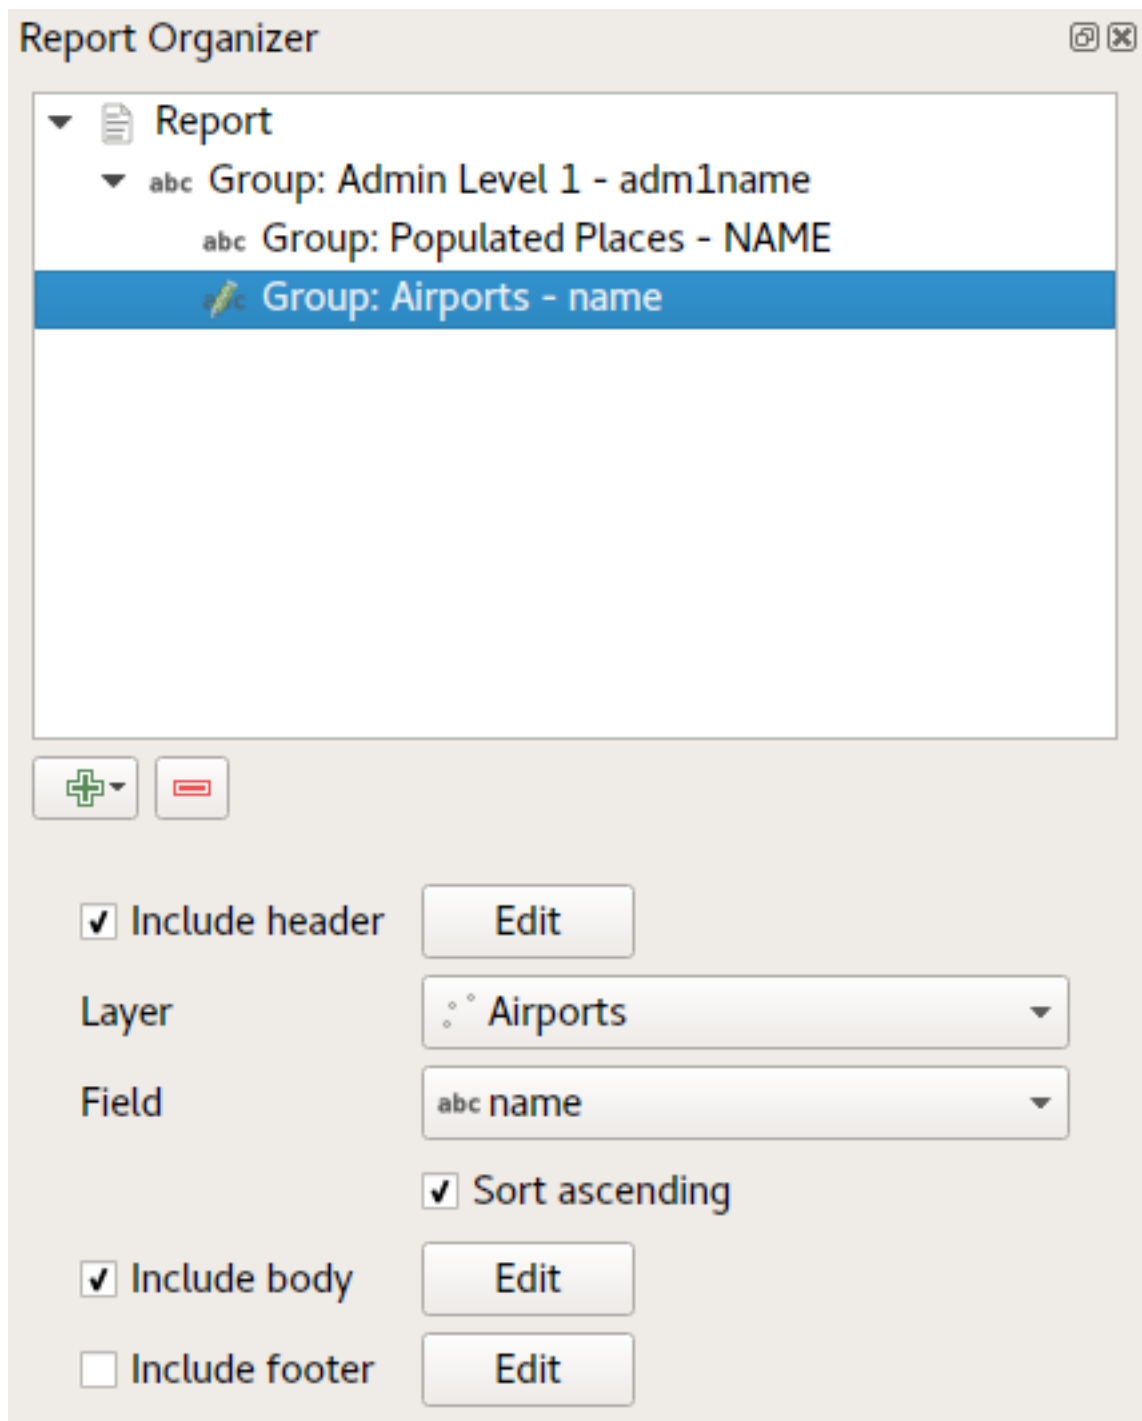 Report Organizer
Report
abc Group: Admin Level 1 - adm1name
abc Group: Populated Places - NAME
Group: Airports - name
Include header Edit
Layer Airports
Field abc name
Sort ascending
Include body Edit
Include footer Edit